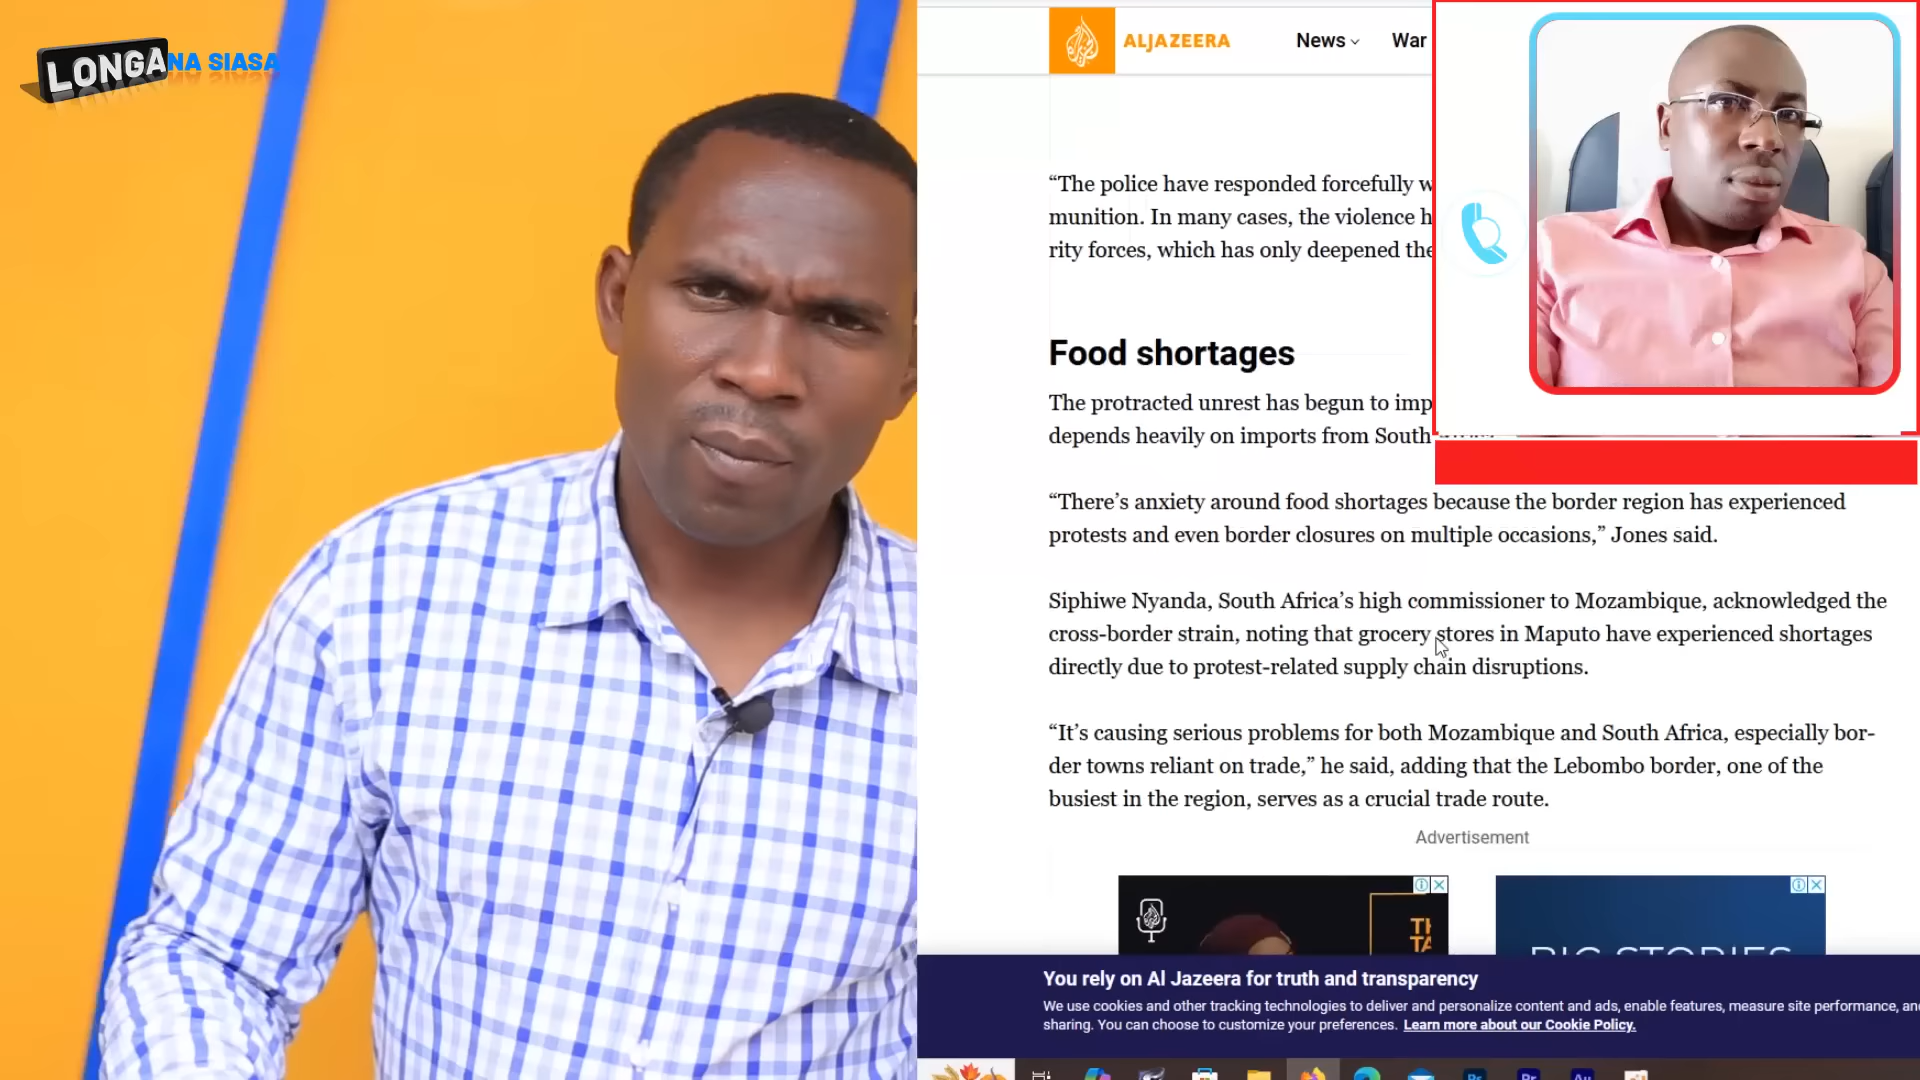 LONGA NA SIASA
ALJAZEERA
News
War
“The police have responded forcefully w
munition. In many cases, the violence h
rity forces, which has only deepened the
Food shortages
The protracted unrest has begun to imp
depends heavily on imports from South
“There’s anxiety around food shortages because the border region has experienced
protests and even border closures on multiple occasions,” Jones said.
Siphiwe Nyanda, South Africa’s high commissioner to Mozambique, acknowledged the
cross-border strain, noting that grocery stores in Maputo have experienced shortages
directly due to protest-related supply chain disruptions.
“It’s causing serious problems for both Mozambique and South Africa, especially bor-
der towns reliant on trade,” he said, adding that the Lebombo border, one of the
busiest in the region, serves as a crucial trade route.
Advertisement
BIG STORIES
You rely on Al Jazeera for truth and transparency
We use cookies and other tracking technologies to deliver and personalize content and ads, enable features, measure site performance, and
sharing. You can choose to customize your preferences. Learn more about our Cookie Policy.